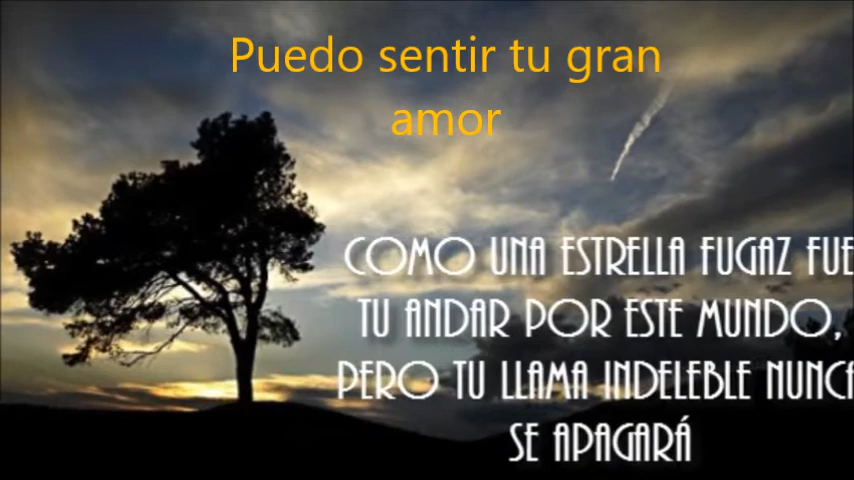 Puedo sentir tu gran
amor
COMO UNA ESTRELLA FUGAZ FUE
TU ANDAR POR ESTE MUNDO,
PERO TU LLAMA INDELEBLE NUNCA
SE APAGARÁ